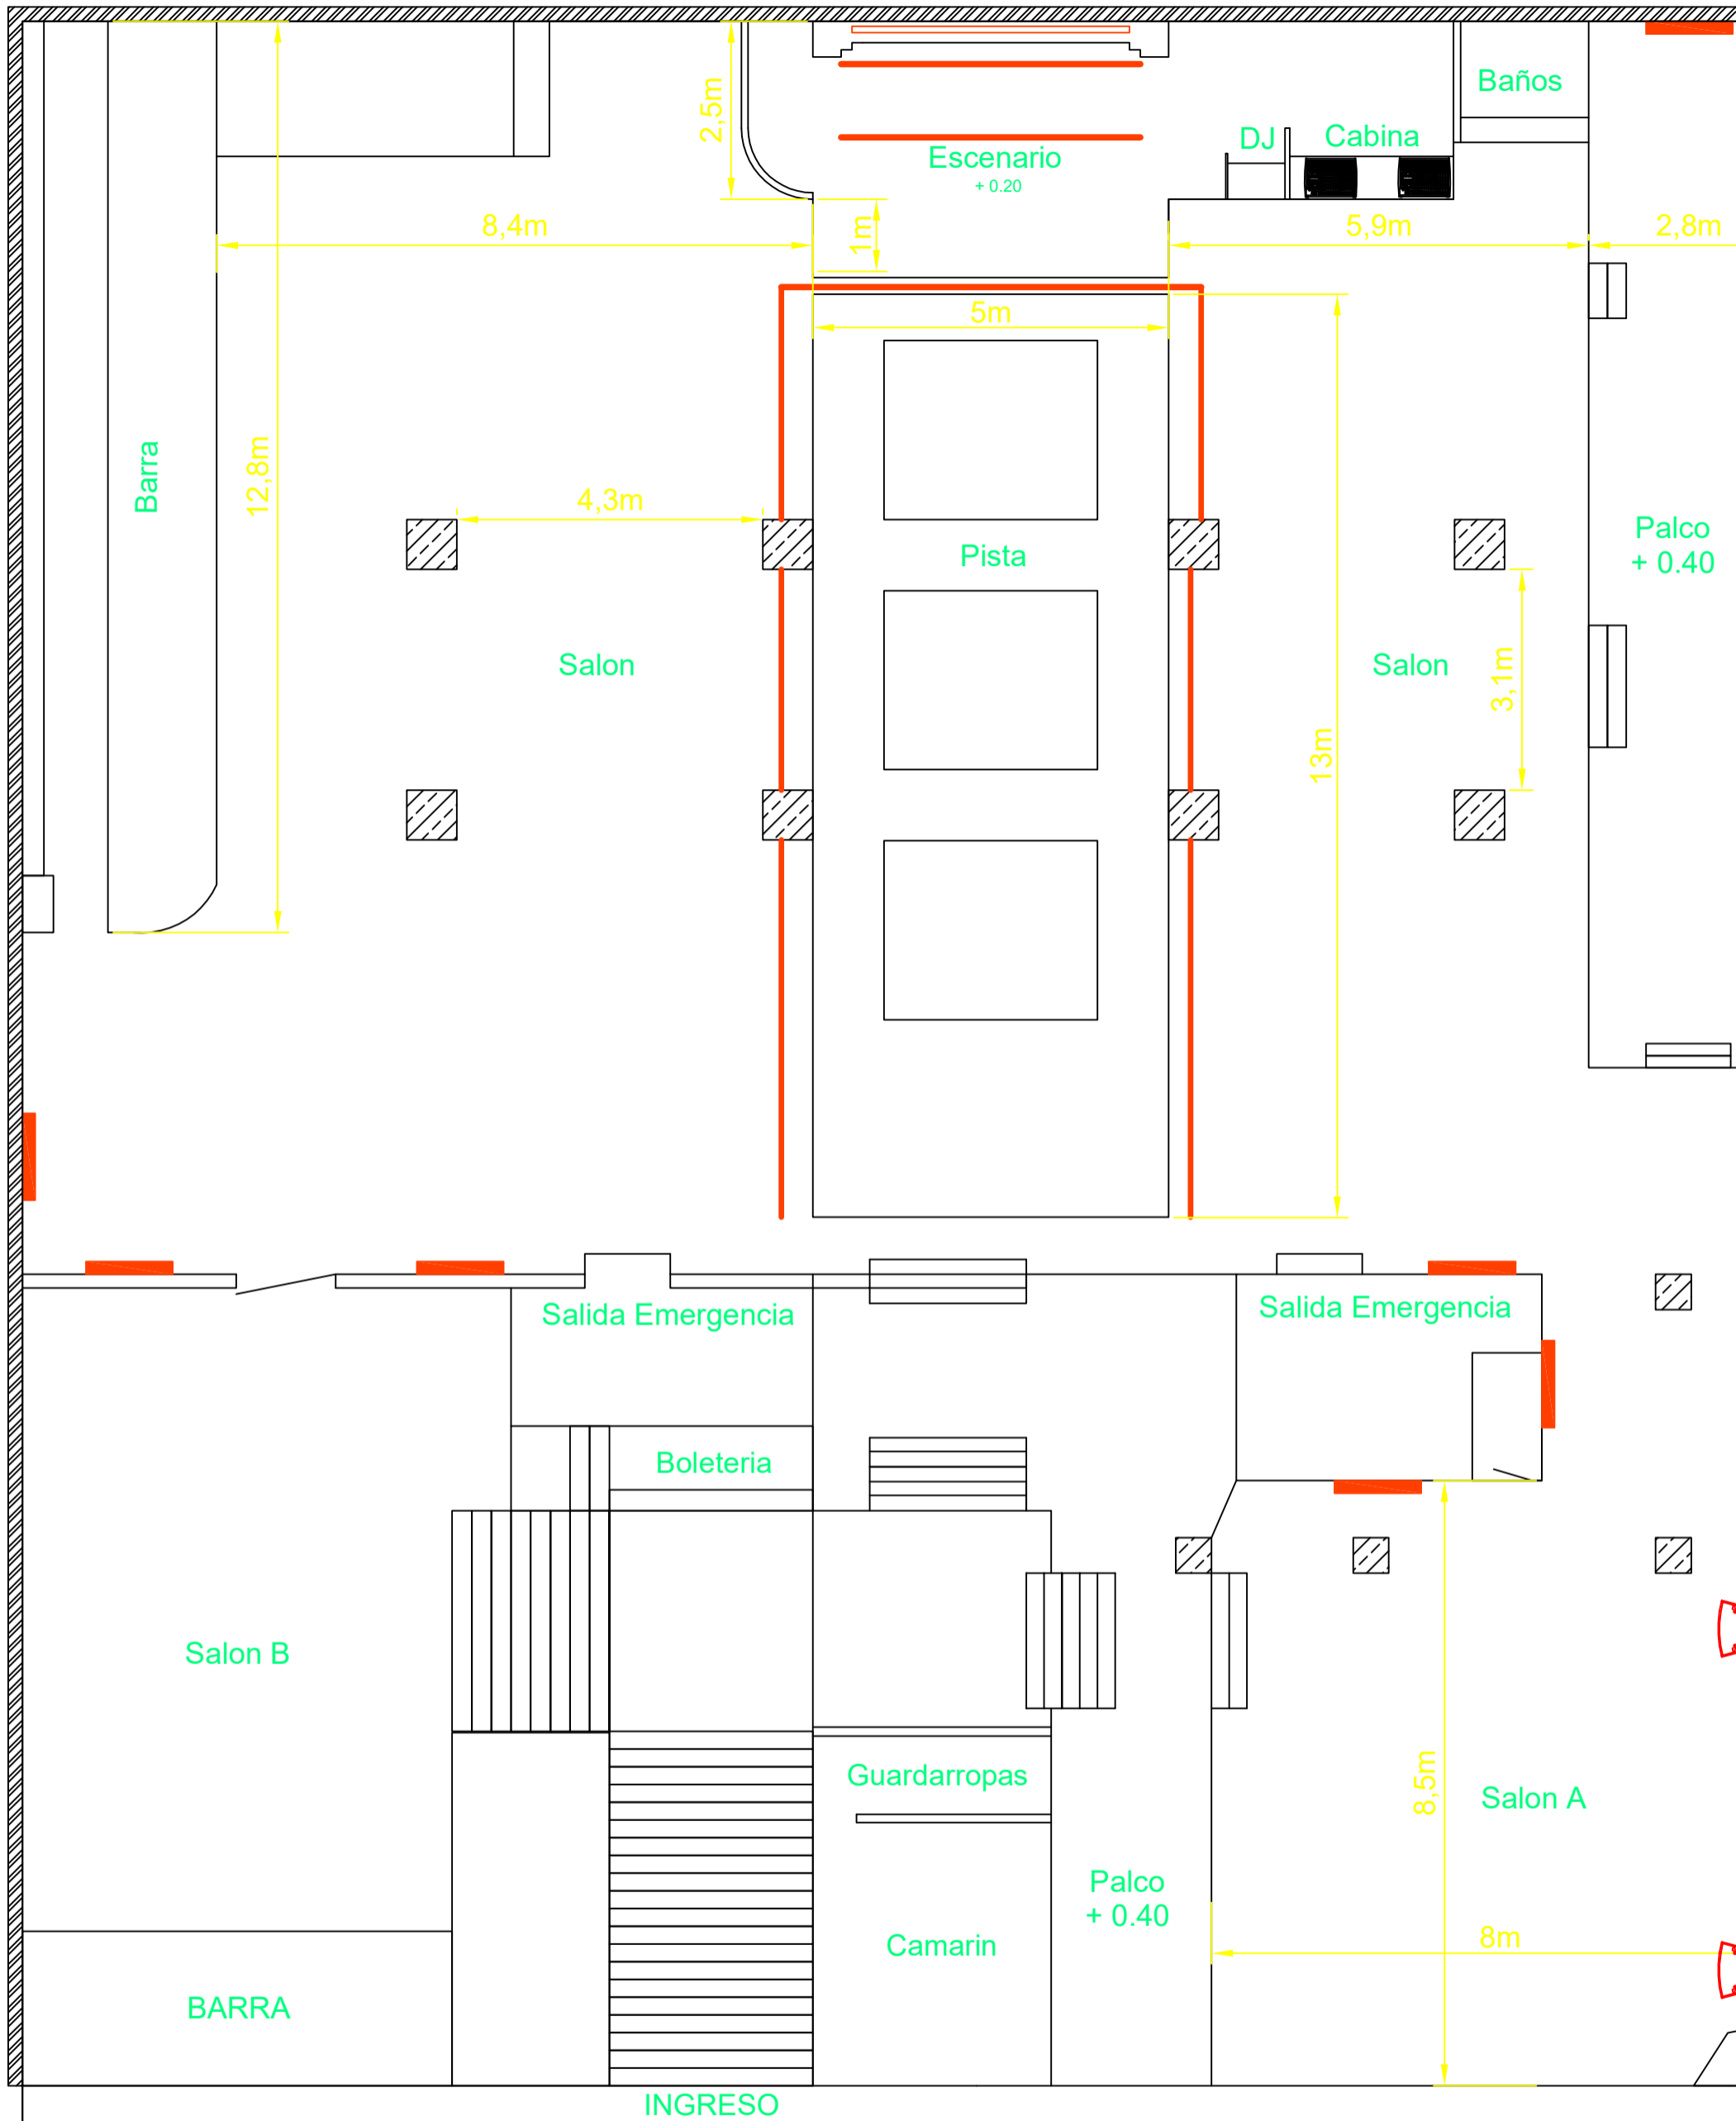 Baños
2,5m
DJ
Cabina
Escenario
+ 0.20
8,4m
1m
5,9m
2,8m
5m
Barra
12,8m
4,3m
Pista
Palco
+ 0.40
Salon
Salon
3,1m
13m
Salida Emergencia
Salida Emergencia
Boleteria
Salon B
Guardarropas
8,5m
Salon A
Palco
+ 0.40
8m
Camarin
BARRA
INGRESO